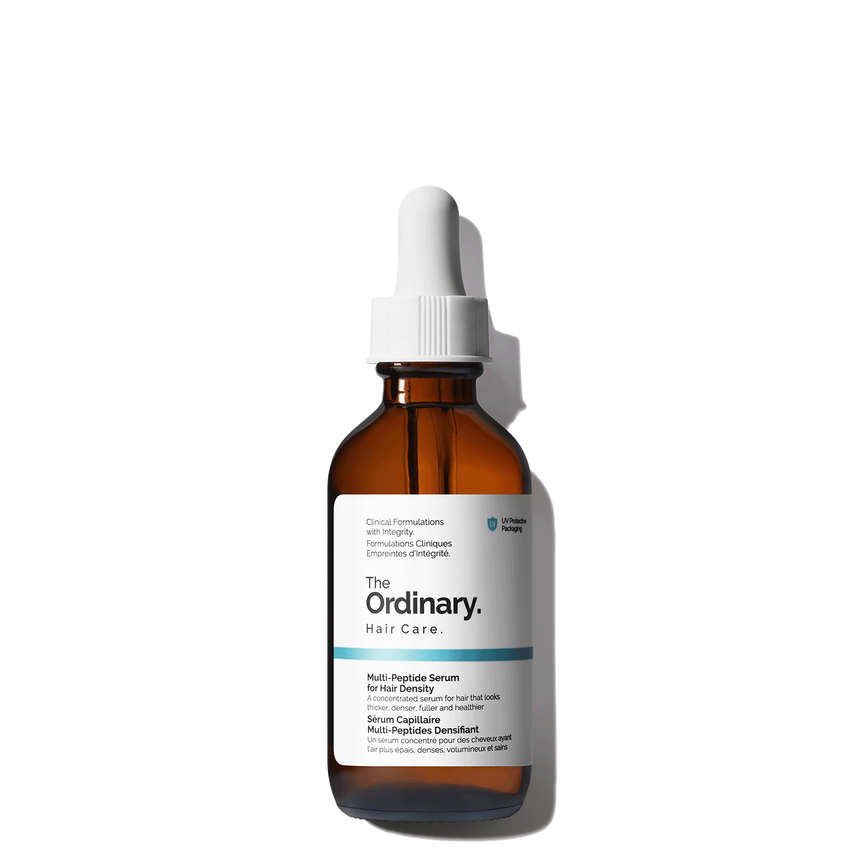 Clinical Formulations
with Integrity.
Formulations Cliniques
Empreintes d'Intégrité.
UV
UV Protective
Packaging
The
Ordinary.
Hair Care.
Multi-Peptide Serum
for Hair Density
A concentrated serum for hair that looks
thicker, denser, fuller and healthier
Sérum Capillaire
Multi-Peptides Densifiant
Un sérum concentré pour des cheveux ayant
l'air plus épais, denses, volumineux et sains